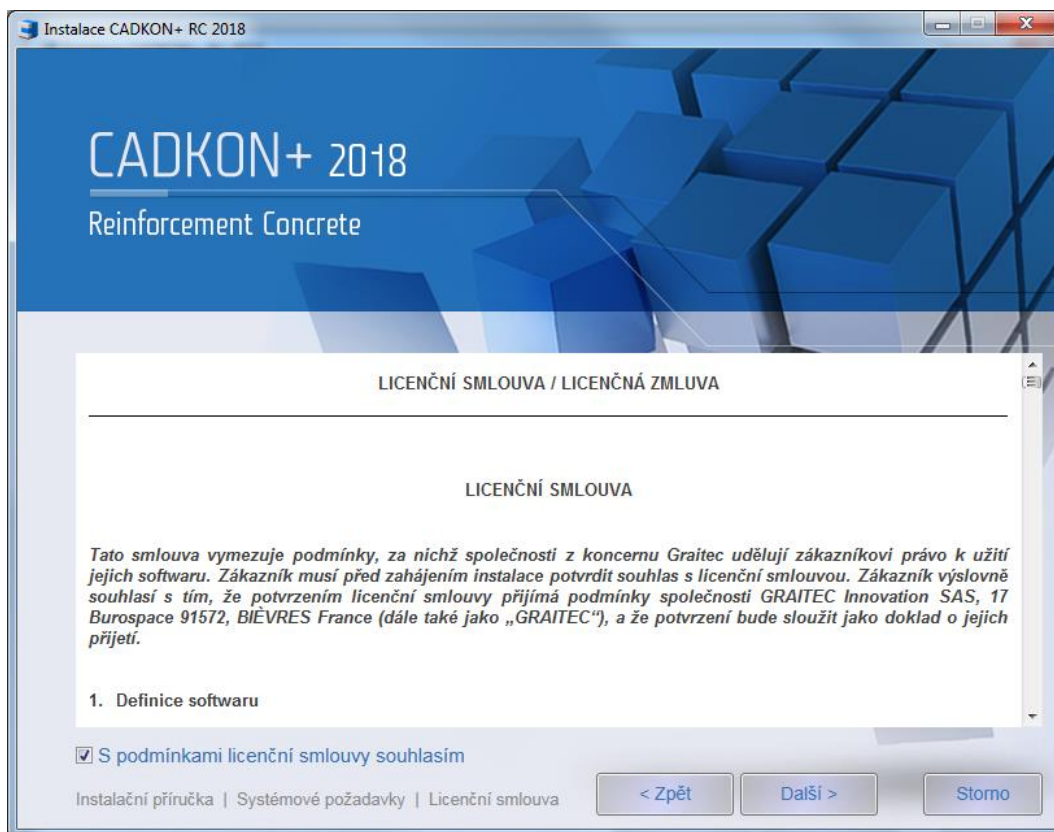 Instalace CADKON+ RC 2018
CADKON+ 2018
Reinforcement Concrete
LICENČNÍ SMLOUVA / LICENČNÁ ZMLUVA
LICENČNÍ SMLOUVA
Tato smlouva vymezuje podmínky, za nichž společnosti z koncernu Graitec udělují zákazníkovi právo k užití
jejich softwaru. Zákazník musí před zahájením instalace potvrdit souhlas s licenční smlouvou. Zákazník výslovně
souhlasí s tím, že potvrzením licenční smlouvy přijímá podmínky společnosti GRAITEC Innovation SAS, 17
Burospace 91572, BIÈVRES France (dále také jako „GRAITEC“), a že potvrzení bude sloužit jako doklad o jejich
přijetí.
1. Definice softwaru
S podmínkami licenční smlouvy souhlasím
Instalační příručka | Systémové požadavky | Licenční smlouva
< Zpět
Další >
Storno